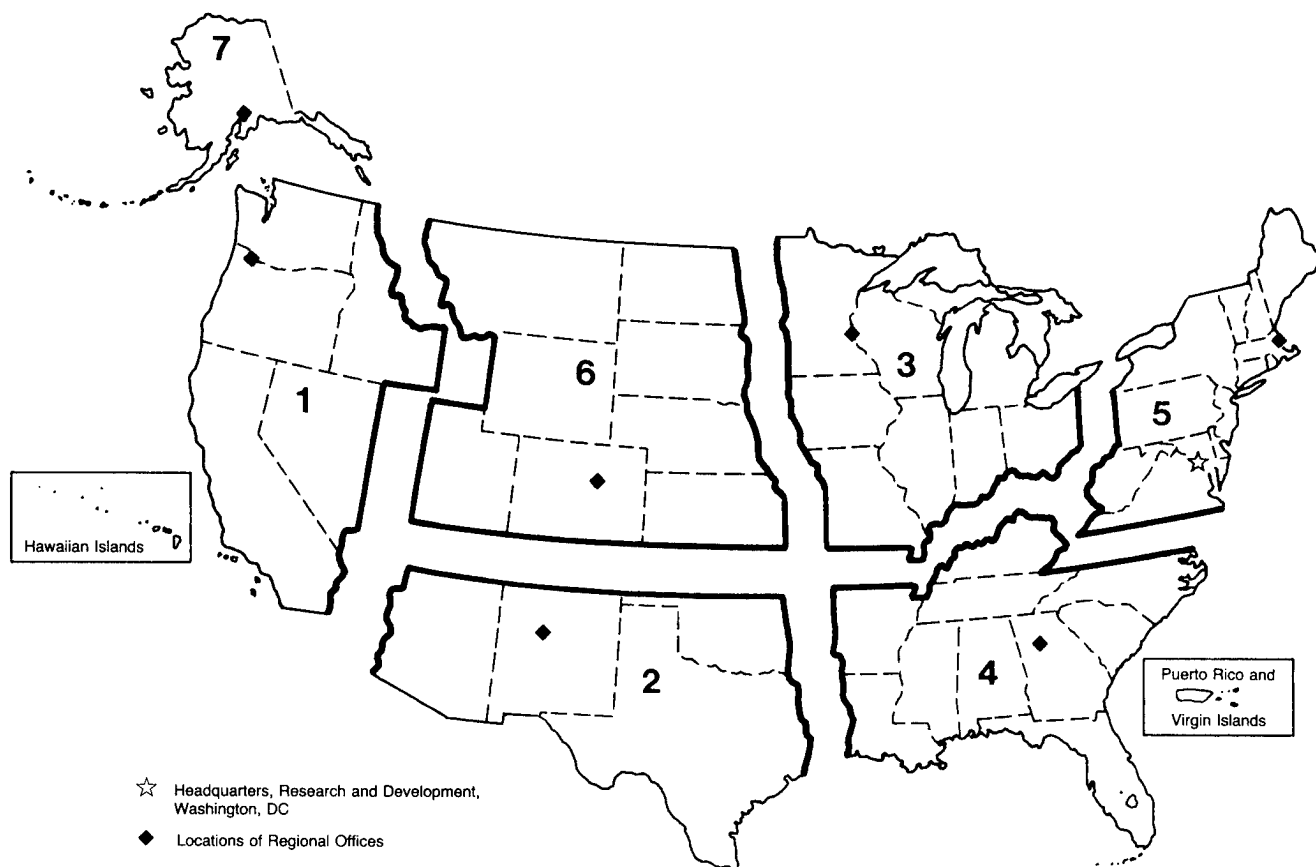 7
6
3
1
5
Hawaiian Islands
2
4
Puerto Rico and
Virgin Islands
Headquarters, Research and Development,
Washington, DC
Locations of Regional Offices